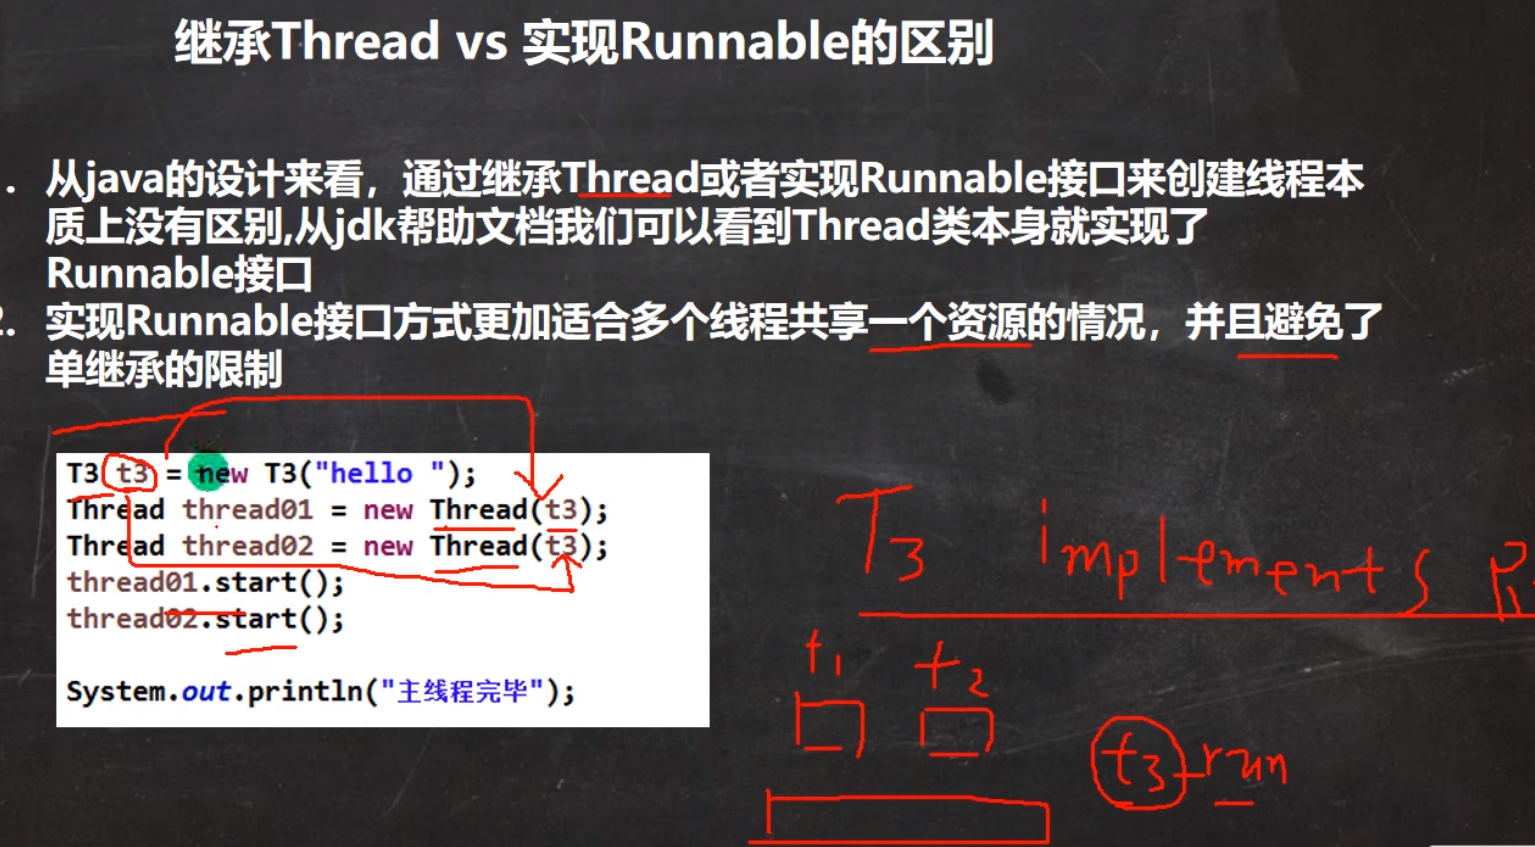 继承Thread vs 实现Runnable的区别
. 从java的设计来看，通过继承Thread或者实现Runnable接口来创建线程本
质上没有区别,从jdk帮助文档我们可以看到Thread类本身就实现了
Runnable接口
2. 实现Runnable接口方式更加适合多个线程共享一个资源的情况，并且避免了
单继承的限制
T3 t3 = new T3("hello ");
Thread thread01 = new Thread(t3);
Thread thread02 = new Thread(t3);
thread01.start();
thread02.start();
System.out.println("主线程完毕");
T3 implements R
t1 t2
t3-run